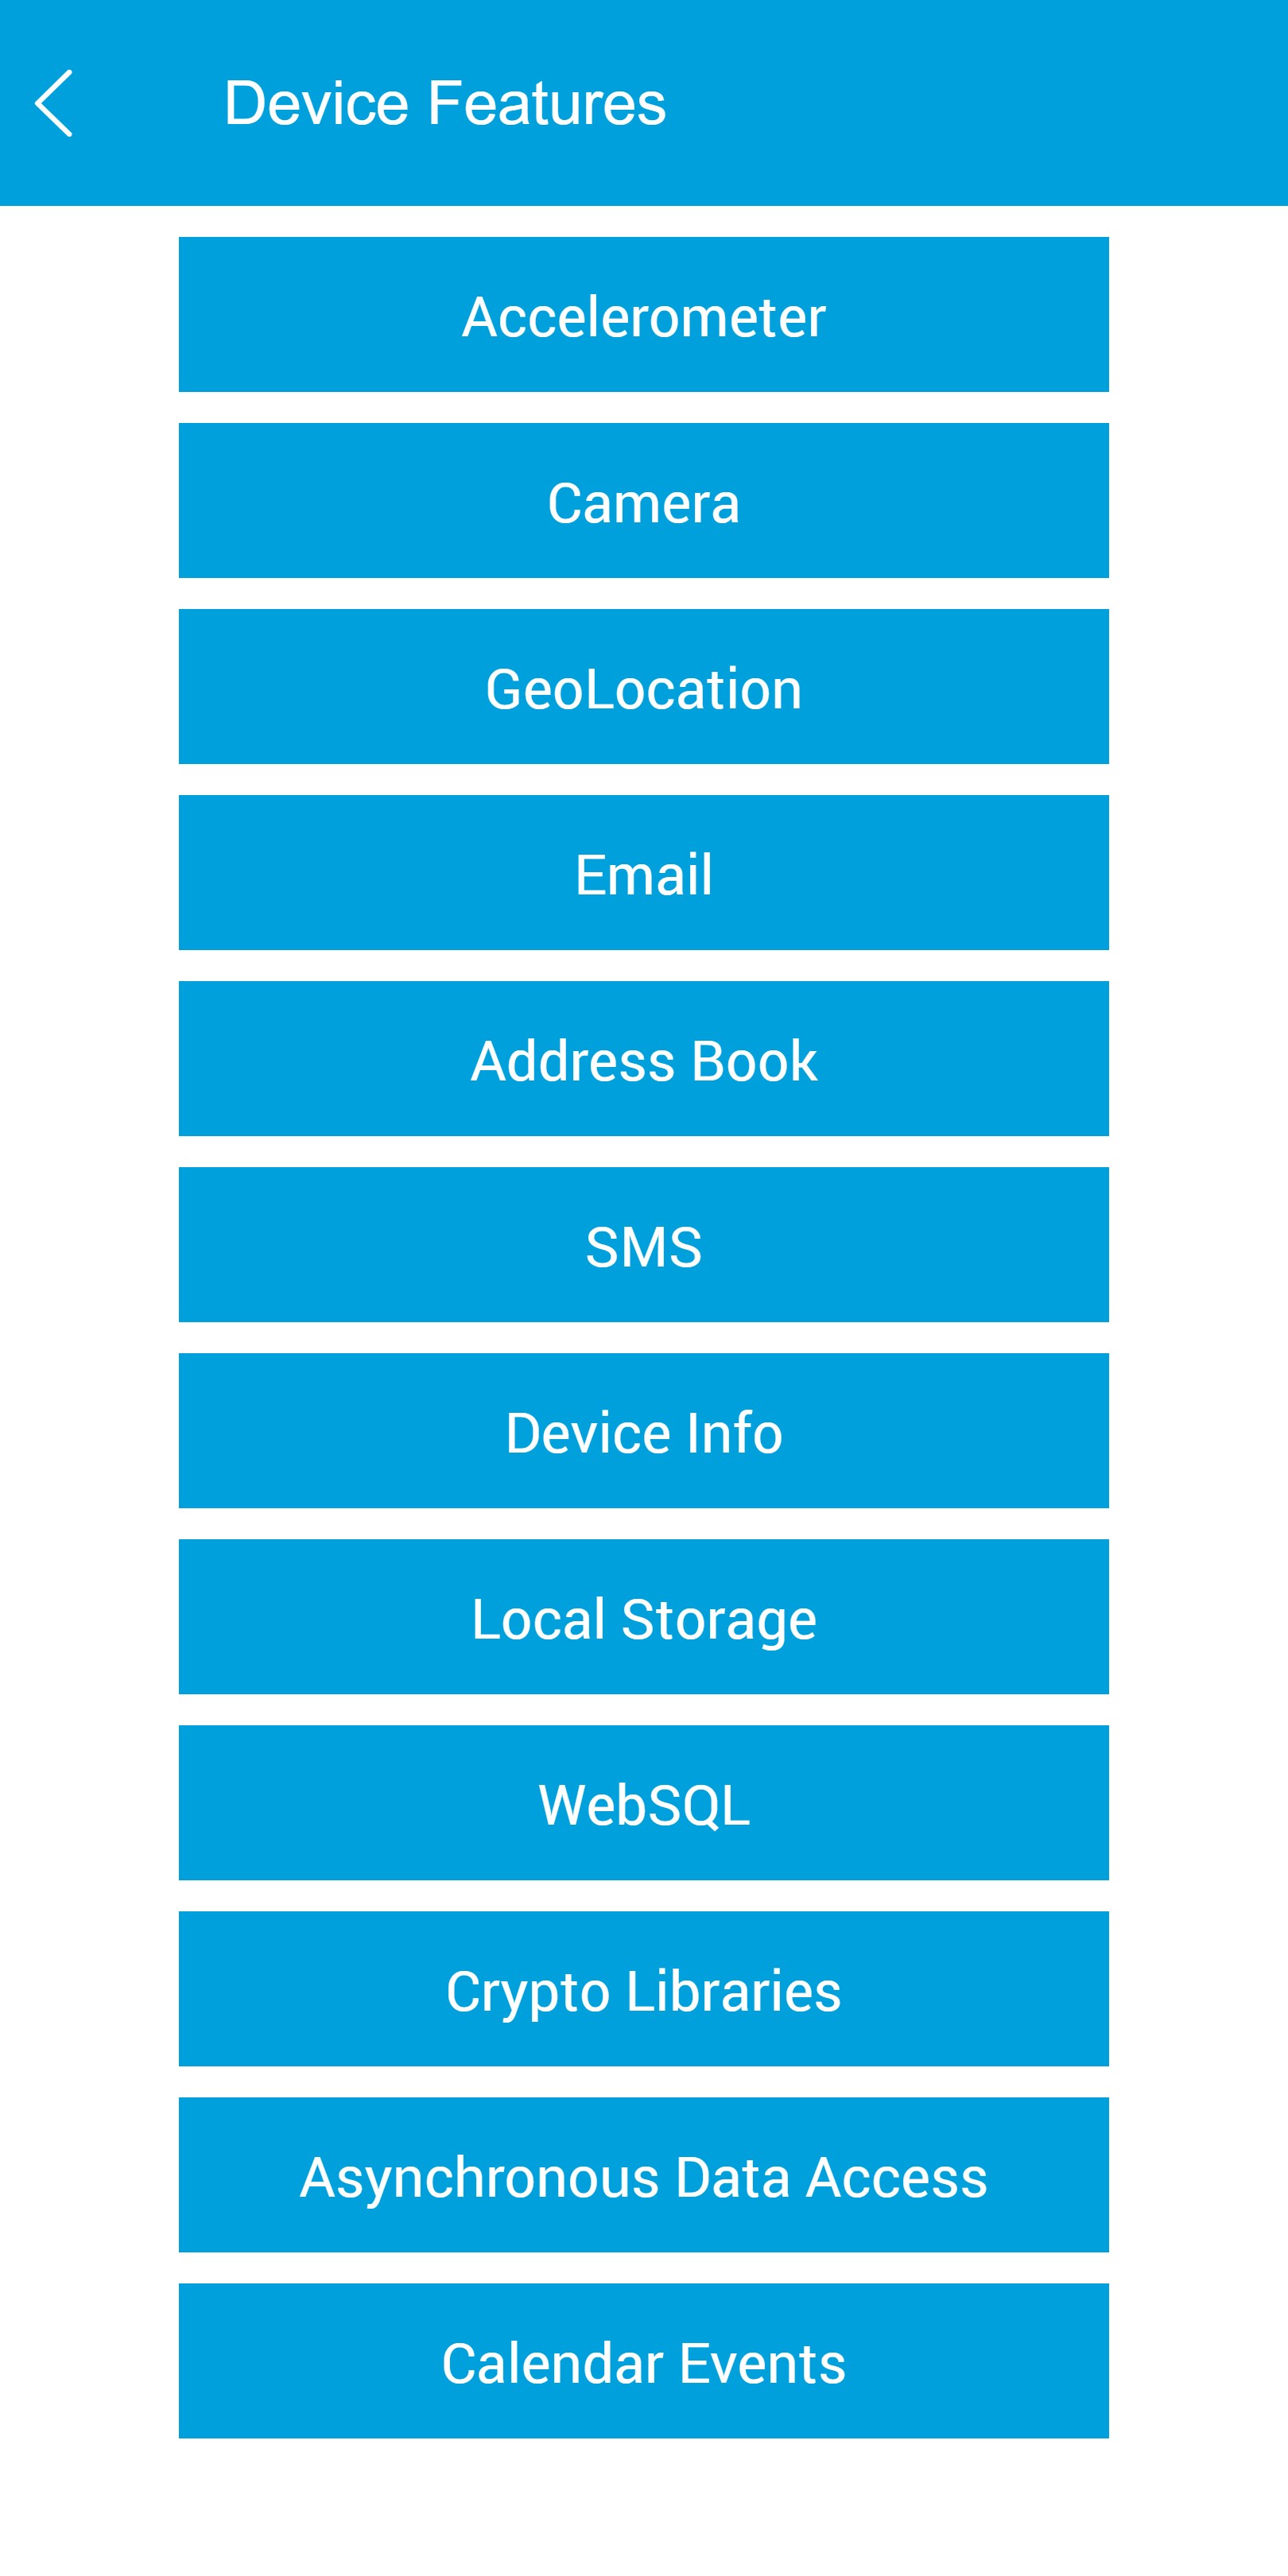 Device Features
Accelerometer
Camera
GeoLocation
Email
Address Book
SMS
Device Info
Local Storage
WebSQL
Crypto Libraries
Asynchronous Data Access
Calendar Events